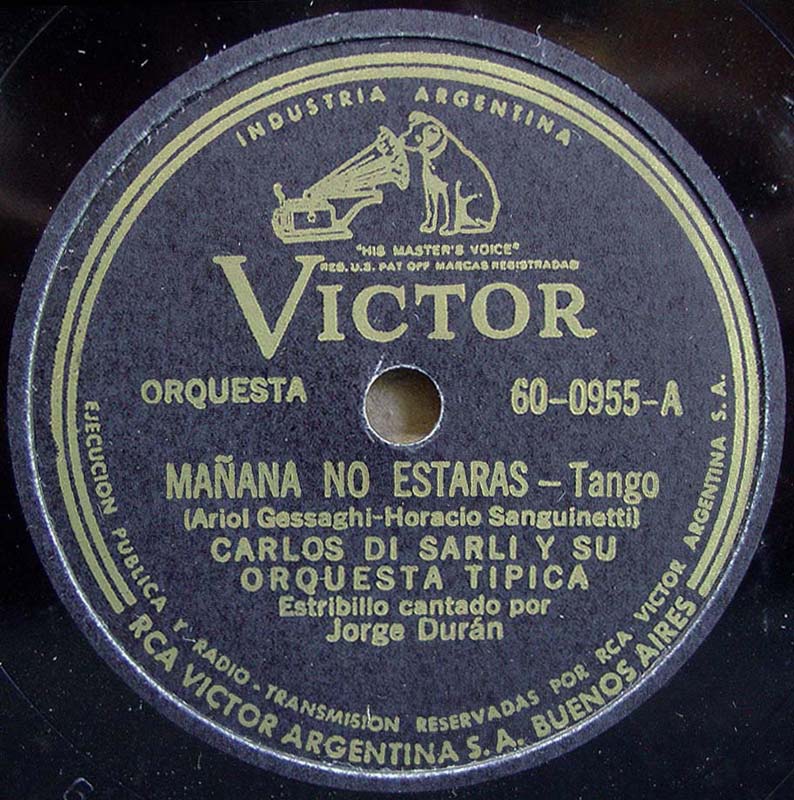 INDUSTRIA ARGENTINA
"HIS MASTER'S VOICE"
REG. U.S. PAT OFF MARCAS REGISTRADAS
VICTOR
ORQUESTA
60-0955-A
MAÑANA NO ESTARAS – Tango
(Ariol Gessaghi-Horacio Sanguinetti)
CARLOS DI SARLI Y SU
ORQUESTA TIPICA
Estribillo cantado por
Jorge Durán
EJECUCION PUBLICA Y RADIO-TRANSMISION RESERVADAS POR RCA VICTOR ARGENTINA S. A.
RCA VICTOR ARGENTINA S. A. BUENOS AIRES